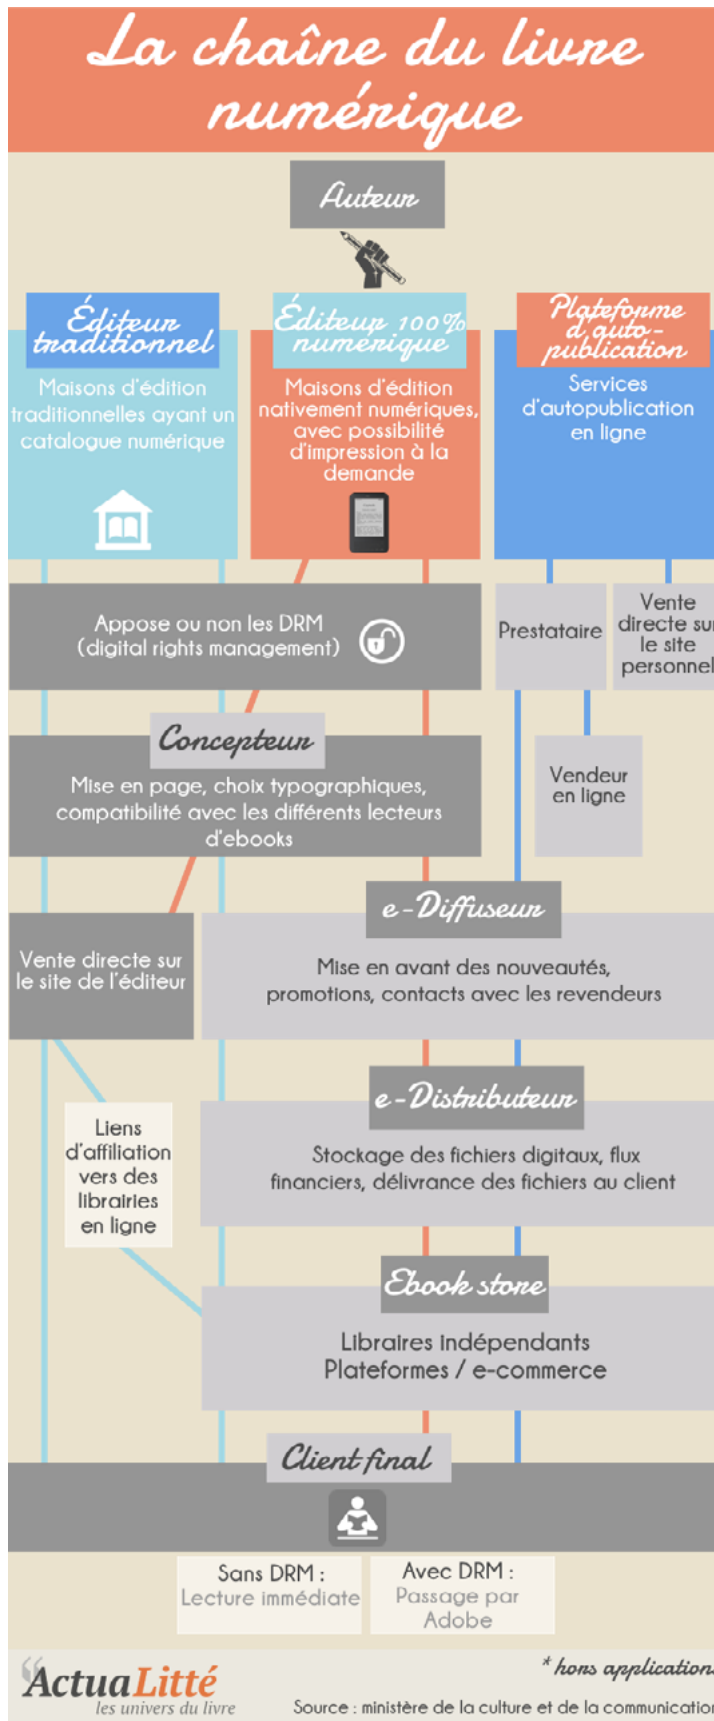 La chaîne du livre
numérique
Auteur
Éditeur
traditionnel
Maisons d'édition
traditionnelles ayant un
catalogue numérique
Éditeur 100%
numérique
Maisons d'édition
nativement numériques,
avec possibilité
d'impression à la
demande
Plateforme
d'auto-
publication
Services
d'autopublication
en ligne
Appose ou non les DRM
(digital rights management)
Prestataire
Vente
directe sur
le site
personnel
Concepteur
Mise en page, choix typographiques,
compatibilité avec les différents lecteurs
d'ebooks
Vendeur
en ligne
Vente directe sur
le site de l'éditeur
e-Diffuseur
Mise en avant des nouveautés,
promotions, contacts avec les revendeurs
e-Distributeur
Stockage des fichiers digitaux, flux
financiers, délivrance des fichiers au client
Liens
d'affiliation
vers des
librairies
en ligne
Ebook store
Libraires indépendants
Plateformes / e-commerce
Client final
Sans DRM :
Lecture immédiate
Avec DRM :
Passage par
Adobe
ActuaLitté
les univers du livre
* hors applications
Source : ministère de la culture et de la communication